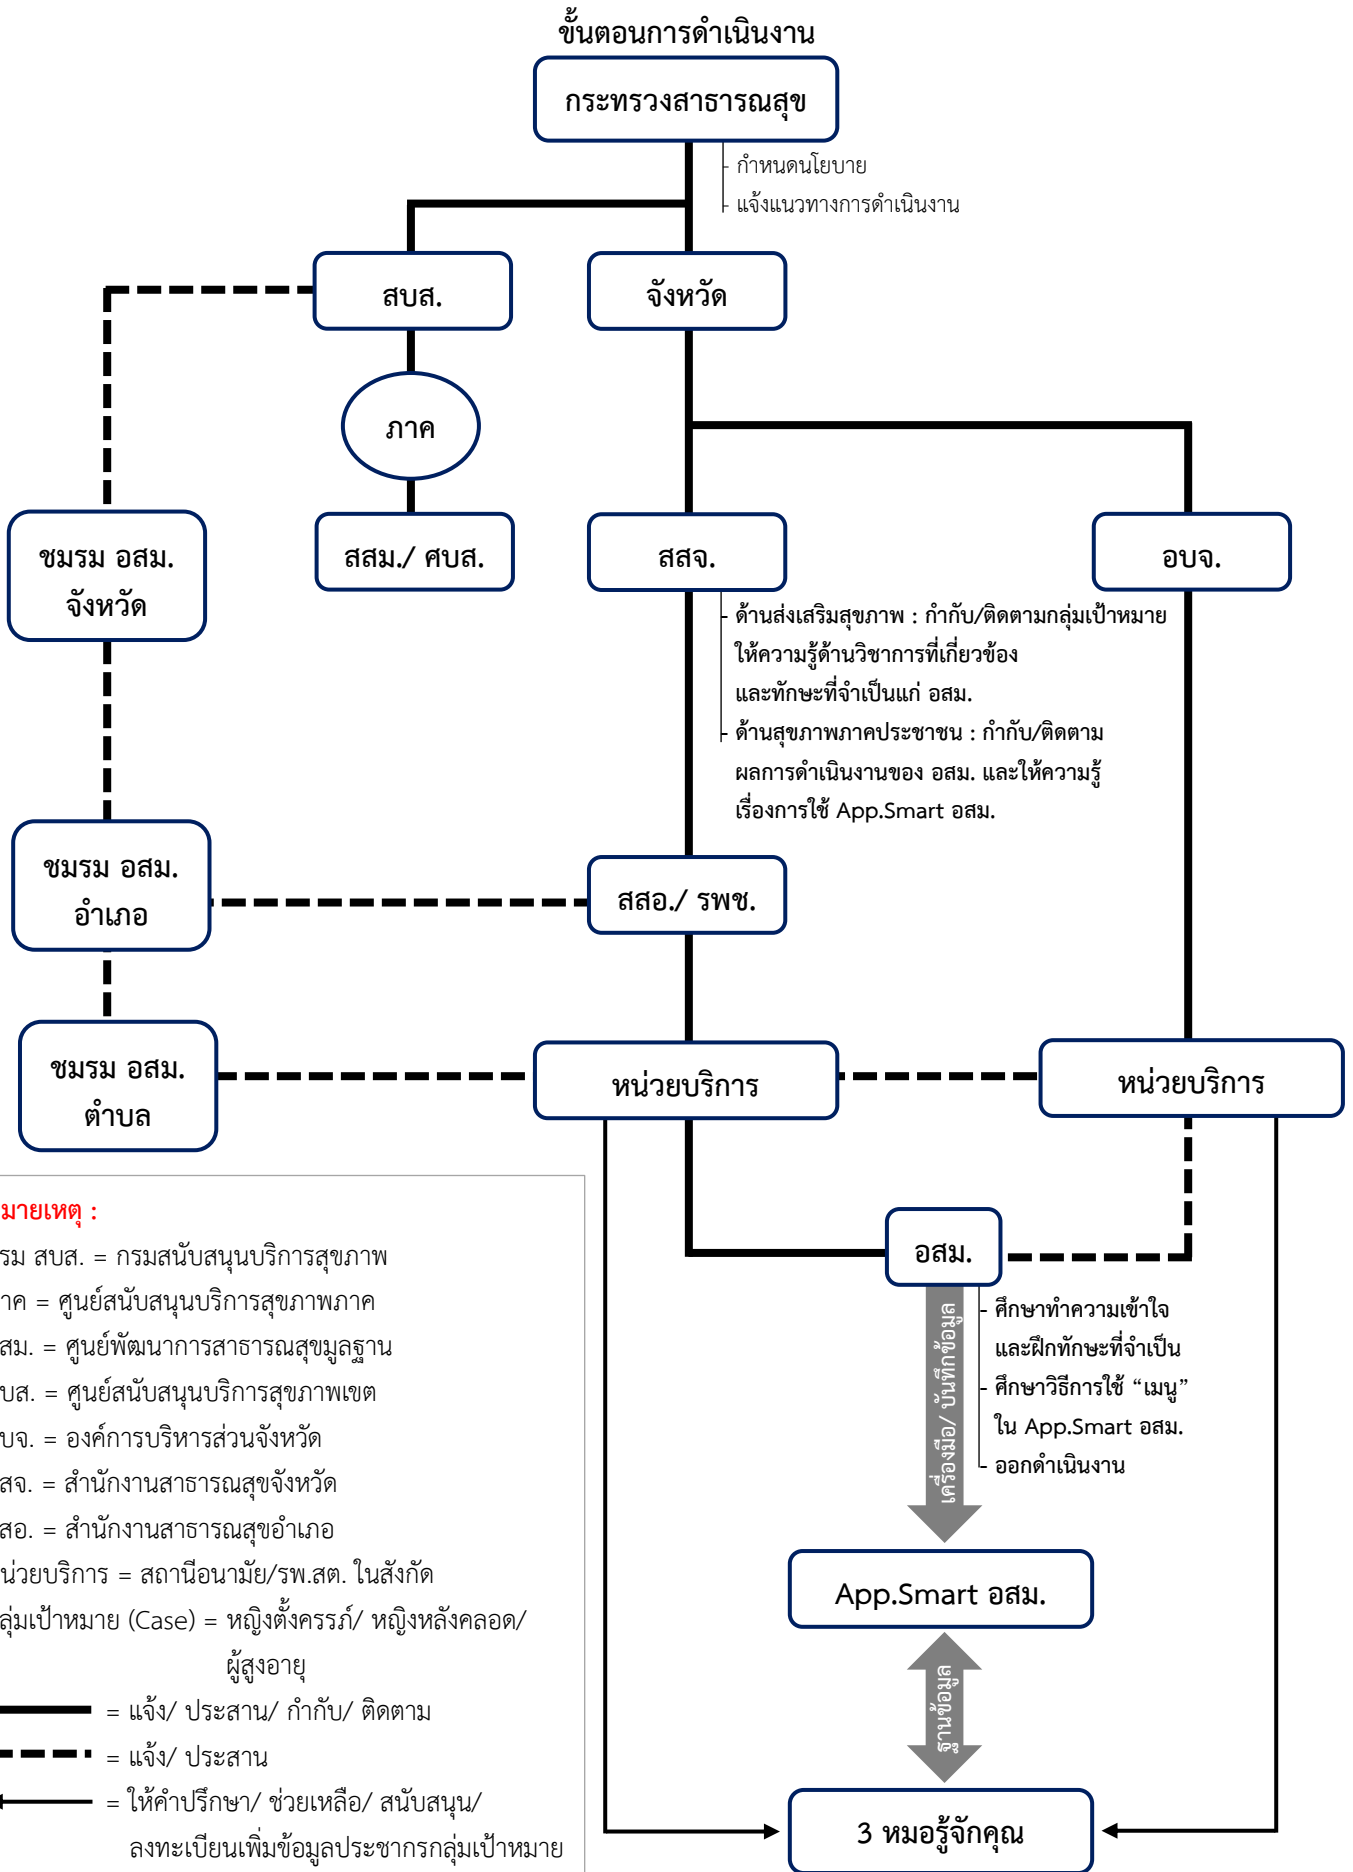 ขั้นตอนการดำเนินงาน
กระทรวงสาธารณสุข
- กำหนดนโยบาย
- แจ้งแนวทางการดำเนินงาน
สบส.
จังหวัด
ภาค
ชมรม อสม.
จังหวัด
สสม./ ศบส.
สสจ.
อบจ.
- ด้านส่งเสริมสุขภาพ : กำกับ/ติดตามกลุ่มเป้าหมาย
ให้ความรู้ด้านวิชาการที่เกี่ยวข้อง
และทักษะที่จำเป็นแก่ อสม.
- ด้านสุขภาพภาคประชาชน : กำกับ/ติดตาม
ผลการดำเนินงานของ อสม. และให้ความรู้
เรื่องการใช้ App.Smart อสม.
ชมรม อสม.
อำเภอ
สสอ./ รพช.
ชมรม อสม.
ตำบล
หน่วยบริการ
หน่วยบริการ
อสม.
- ศึกษาทำความเข้าใจ
และฝึกทักษะที่จำเป็น
- ศึกษาวิธีการใช้ “เมนู”
ใน App.Smart อสม.
- ออกดำเนินงาน
เครื่องมือ/ บันทึกข้อมูล
App.Smart อสม.
ฐานข้อมูล
3 หมอรู้จักคุณ
มายเหตุ :
รม สบส. = กรมสนับสนุนบริการสุขภาพ
าค = ศูนย์สนับสนุนบริการสุขภาพภาค
สม. = ศูนย์พัฒนาการสาธารณสุขมูลฐาน
บส. = ศูนย์สนับสนุนบริการสุขภาพเขต
บจ. = องค์การบริหารส่วนจังหวัด
สจ. = สำนักงานสาธารณสุขจังหวัด
สอ. = สำนักงานสาธารณสุขอำเภอ
น่วยบริการ = สถานีอนามัย/รพ.สต. ในสังกัด
ลุ่มเป้าหมาย (Case) = หญิงตั้งครรภ์/ หญิงหลังคลอด/
ผู้สูงอายุ
= แจ้ง/ ประสาน/ กำกับ/ ติดตาม
= แจ้ง/ ประสาน
= ให้คำปรึกษา/ ช่วยเหลือ/ สนับสนุน/
ลงทะเบียนเพิ่มข้อมูลประชากรกลุ่มเป้าหมาย